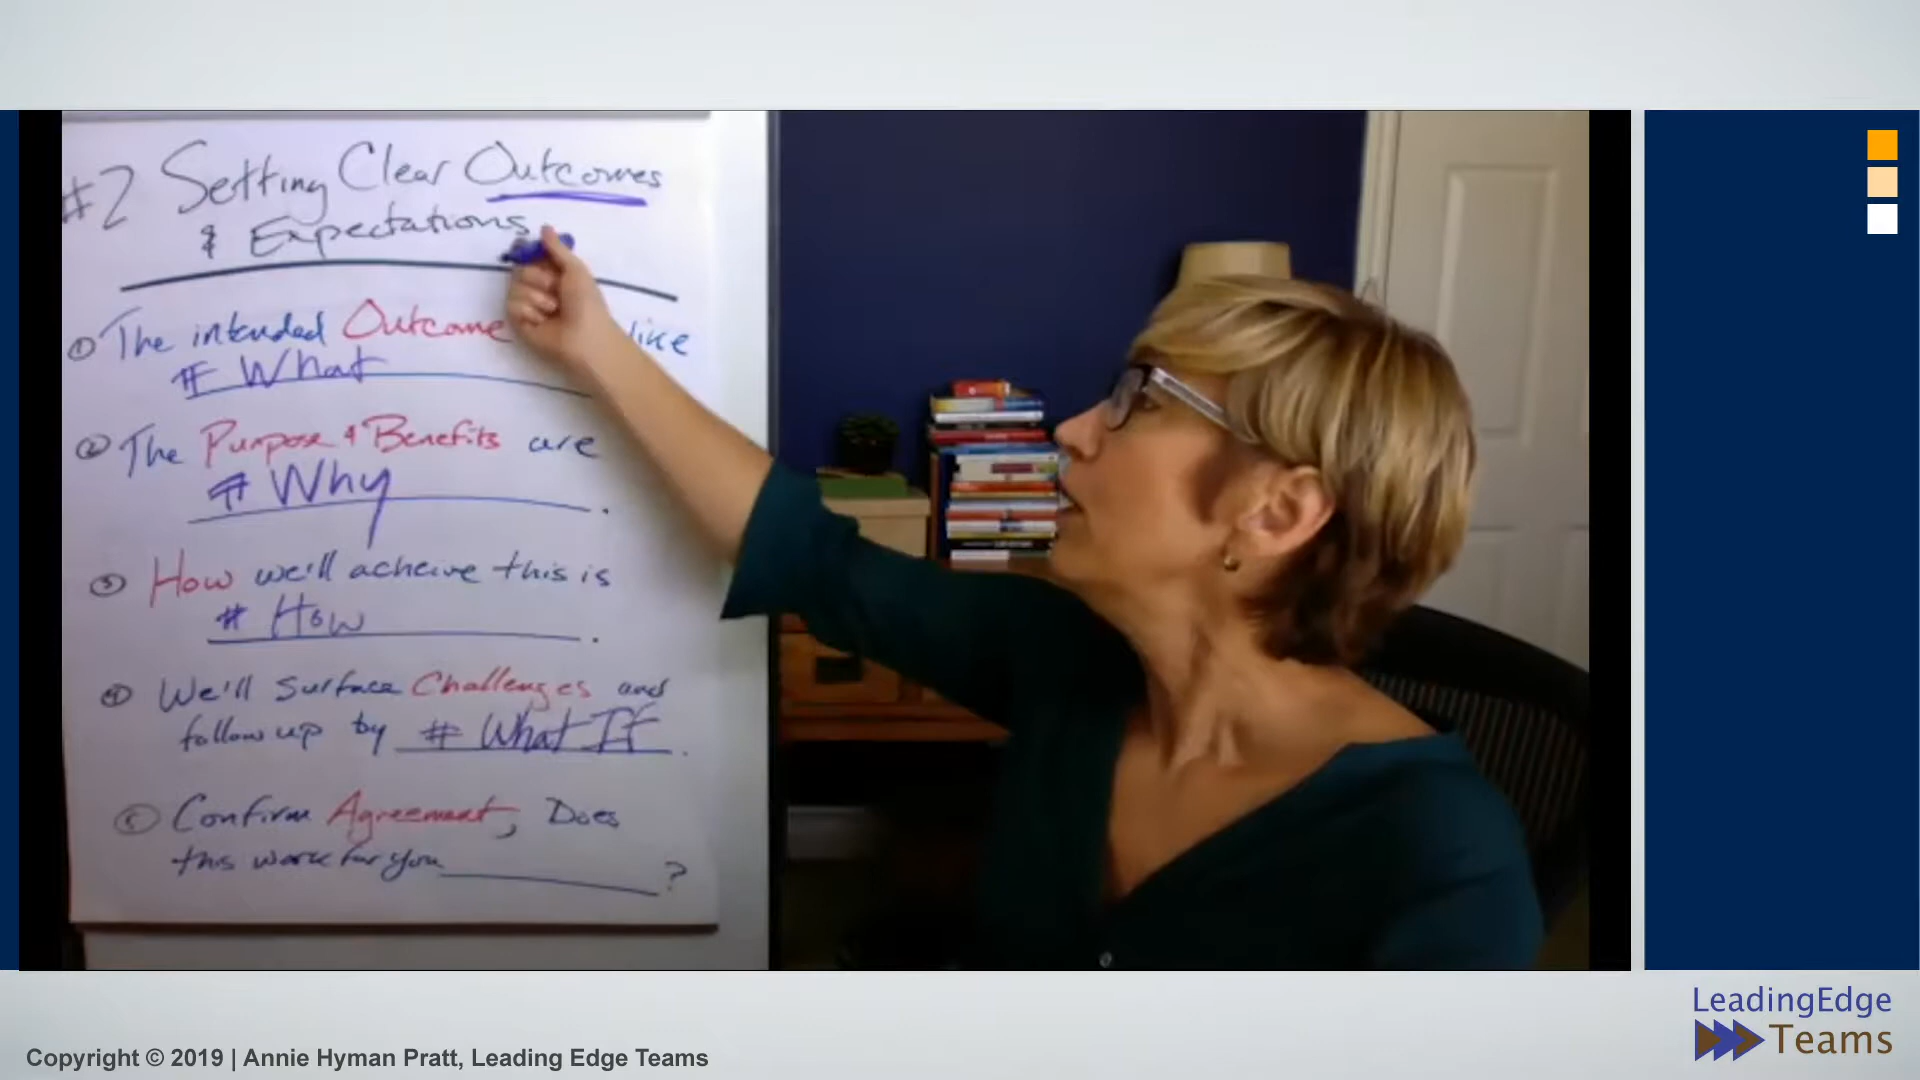 #2 Setting Clear Outcomes
& Expectations
① The intended Outcome like
# What
② The Purpose & Benefits are
# Why .
③ How we'll acheive this is
# How .
④ We'll surface Challenges and
follow up by # What If .
⑤ Confirm Agreement, Does
this work for you ?
LeadingEdge
Teams
Copyright © 2019 | Annie Hyman Pratt, Leading Edge Teams